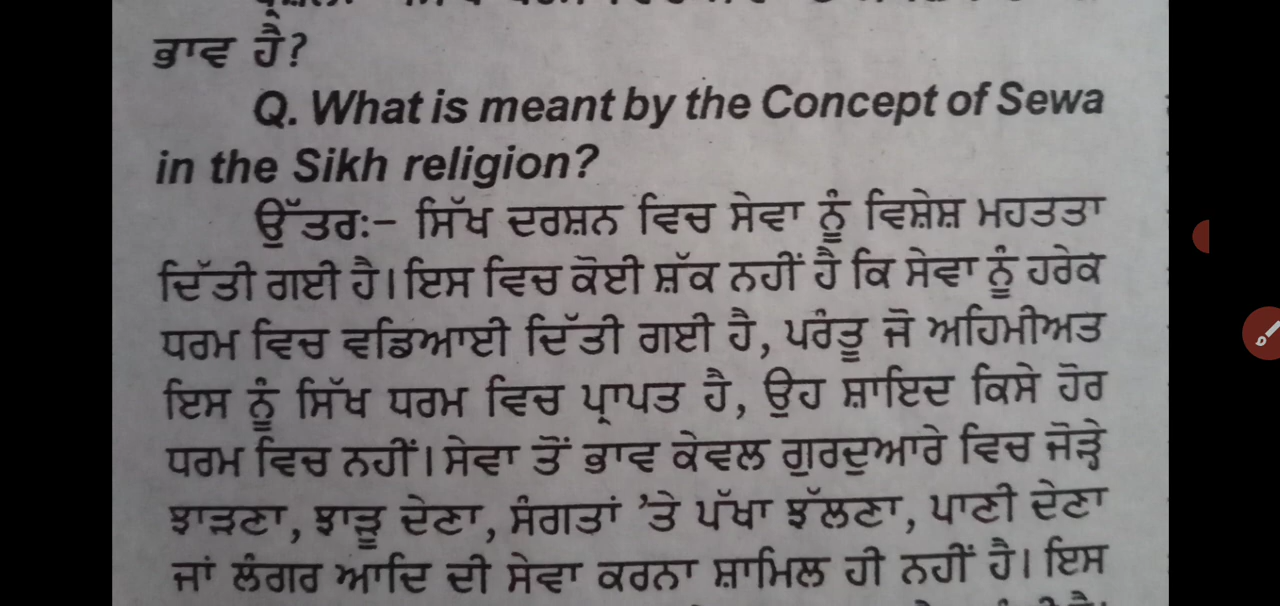 ਭਾਵ ਹੈ?
Q. What is meant by the Concept of Sewa
in the Sikh religion?
ਉੱਤਰ:- ਸਿੱਖ ਦਰਸ਼ਨ ਵਿਚ ਸੇਵਾ ਨੂੰ ਵਿਸ਼ੇਸ਼ ਮਹਤਤਾ
ਦਿੱਤੀ ਗਈ ਹੈ। ਇਸ ਵਿਚ ਕੋਈ ਸ਼ੱਕ ਨਹੀਂ ਹੈ ਕਿ ਸੇਵਾ ਨੂੰ ਹਰੇਕ
ਧਰਮ ਵਿਚ ਵਡਿਆਈ ਦਿੱਤੀ ਗਈ ਹੈ, ਪਰੰਤੂ ਜੋ ਅਹਿਮੀਅਤ
ਇਸ ਨੂੰ ਸਿੱਖ ਧਰਮ ਵਿਚ ਪ੍ਰਾਪਤ ਹੈ, ਉਹ ਸ਼ਾਇਦ ਕਿਸੇ ਹੋਰ
ਧਰਮ ਵਿਚ ਨਹੀਂ। ਸੇਵਾ ਤੋਂ ਭਾਵ ਕੇਵਲ ਗੁਰਦੁਆਰੇ ਵਿਚ ਜੋੜੇ
ਝਾੜਣਾ, ਝਾੜੂ ਦੇਣਾ, ਸੰਗਤਾਂ 'ਤੇ ਪੱਖਾ ਝੱਲਣਾ, ਪਾਣੀ ਦੇਣਾ
ਜਾਂ ਲੰਗਰ ਆਦਿ ਦੀ ਸੇਵਾ ਕਰਨਾ ਸ਼ਾਮਿਲ ਹੀ ਨਹੀਂ ਹੈ। ਇਸ